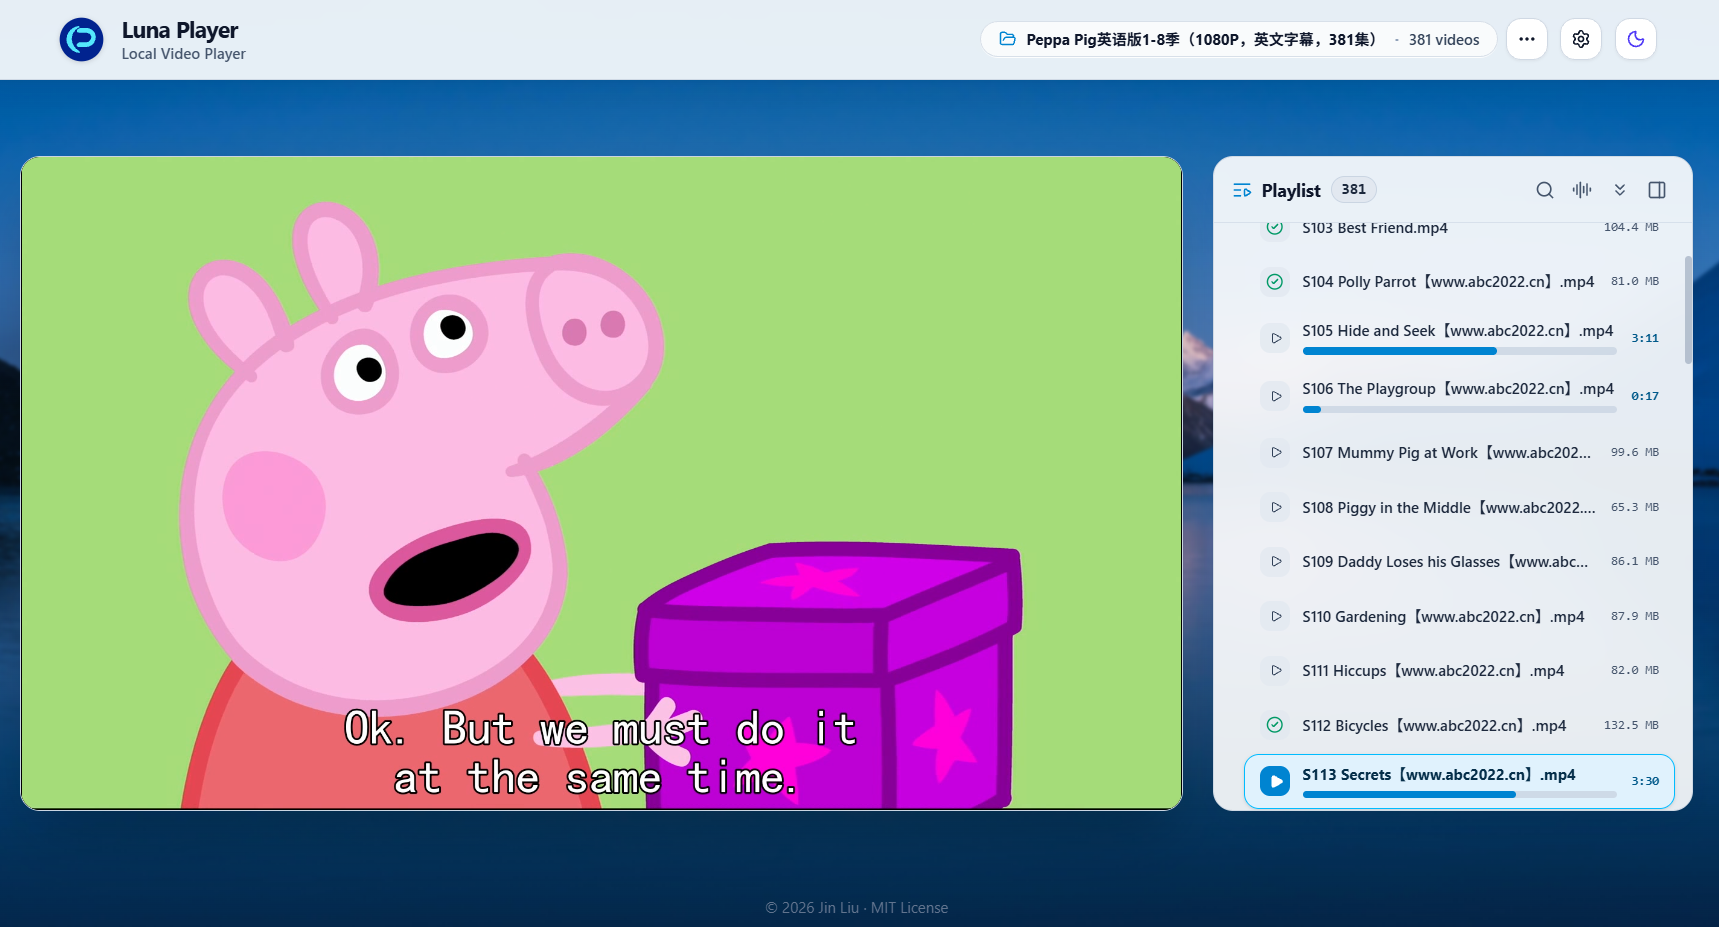 Luna Player
Local Video Player
Peppa Pig英语版1-8季（1080P，英文字幕，381集） · 381 videos
Ok. But we must do it
at the same time.
Playlist 381
S103 Best Friend.mp4 104.4 MB
S104 Polly Parrot【www.abc2022.cn】.mp4 81.0 MB
S105 Hide and Seek【www.abc2022.cn】.mp4 3:11
S106 The Playgroup【www.abc2022.cn】.mp4 0:17
S107 Mummy Pig at Work【www.abc202... 99.6 MB
S108 Piggy in the Middle【www.abc2022.... 65.3 MB
S109 Daddy Loses his Glasses【www.abc... 86.1 MB
S110 Gardening【www.abc2022.cn】.mp4 87.9 MB
S111 Hiccups【www.abc2022.cn】.mp4 82.0 MB
S112 Bicycles【www.abc2022.cn】.mp4 132.5 MB
S113 Secrets【www.abc2022.cn】.mp4 3:30
© 2026 Jin Liu · MIT License